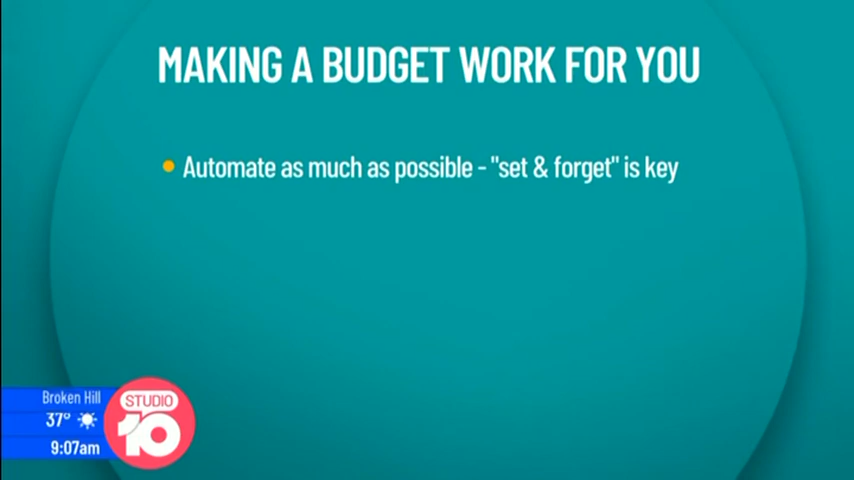 MAKING A BUDGET WORK FOR YOU
Automate as much as possible - "set & forget" is key
Broken Hill
37°
9:07am
STUDIO
10